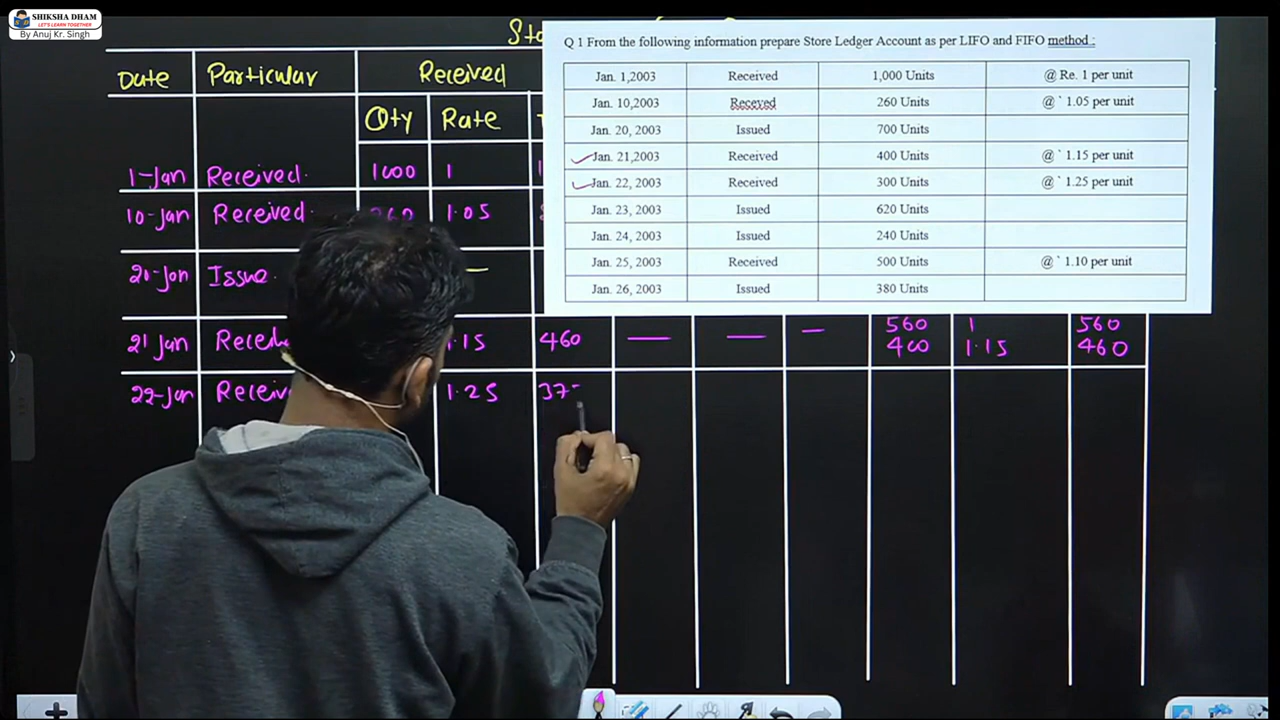 SHIKSHA DHAM
LET'S LEARN TOGETHER
By Anuj Kr. Singh
Q 1 From the following information prepare Store Ledger Account as per LIFO and FIFO method :
Jan. 1,2003 Received 1,000 Units @ Re. 1 per unit
Jan. 10,2003 Receved 260 Units @ ` 1.05 per unit
Jan. 20, 2003 Issued 700 Units
Jan. 21,2003 Received 400 Units @ ` 1.15 per unit
Jan. 22, 2003 Received 300 Units @ ` 1.25 per unit
Jan. 23, 2003 Issued 620 Units
Jan. 24, 2003 Issued 240 Units
Jan. 25, 2003 Received 500 Units @ ` 1.10 per unit
Jan. 26, 2003 Issued 380 Units
Date Particular Received
Qty Rate
1-Jan Received. 1000 1
10-Jan Received. 1.05
Issue.
560 1 560
21 Jan 1.15 460 — — — 400 1.15 460
22-Jan 1.25